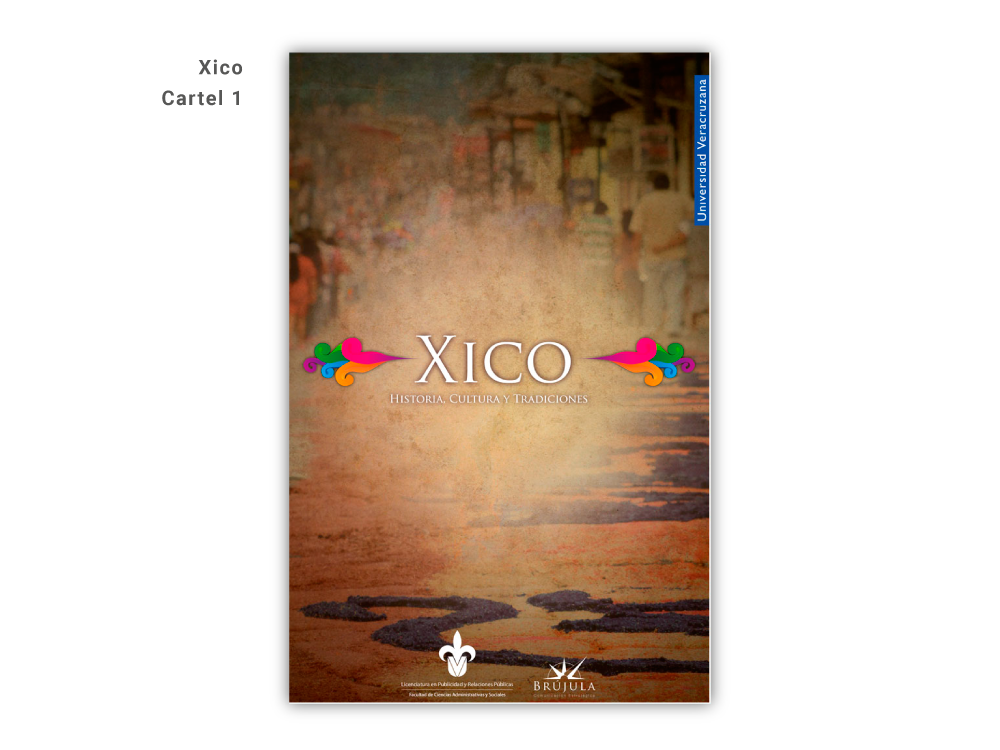 Xico
Cartel 1
Universidad Veracruzana
XICO
HISTORIA, CULTURA Y TRADICIONES
Licenciatura en Publicidad y Relaciones Públicas
Facultad de Ciencias Administrativas y Sociales
BRÚJULA